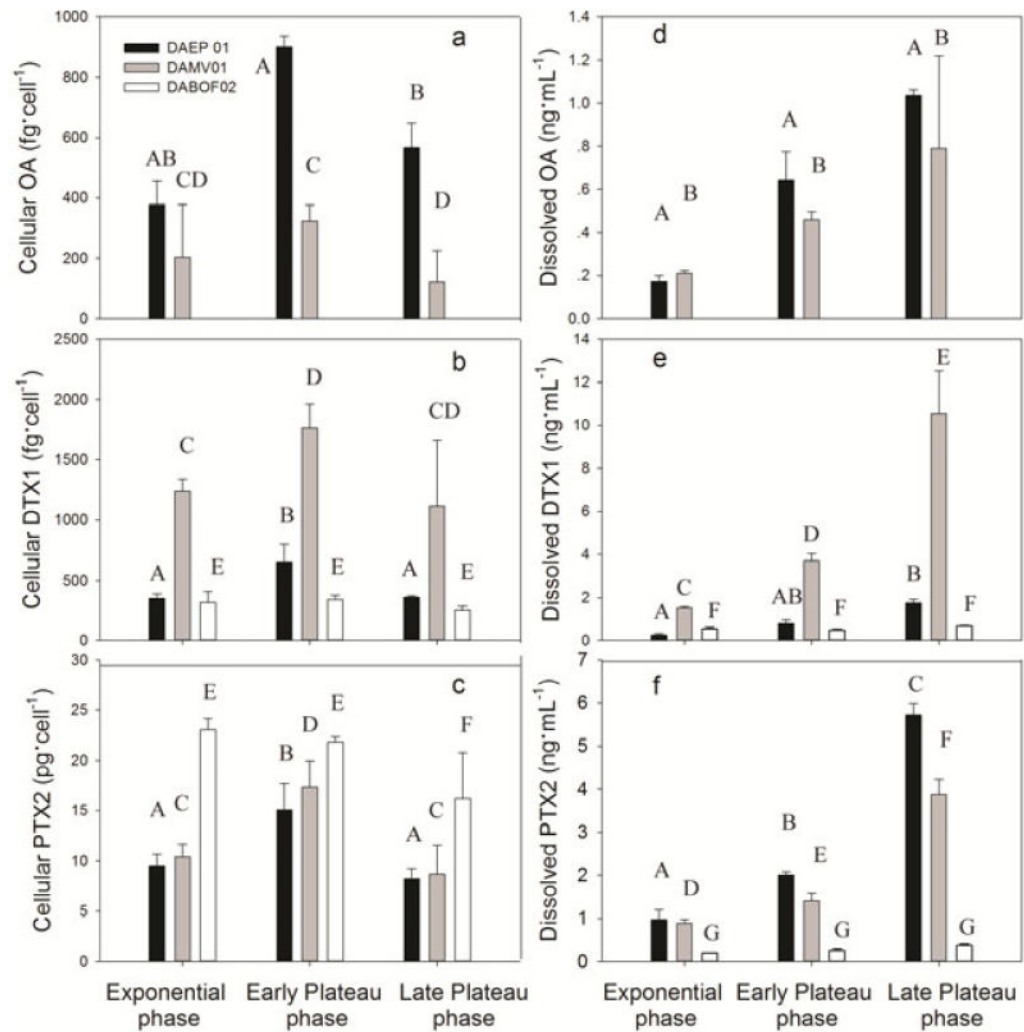 a
DAEP 01
DAMV01
DABOF02
Cellular OA (fg·cell⁻¹)
1000
800
600
400
200
0
AB
CD
A
C
B
D
d
Dissolved OA (ng·mL⁻¹)
1.4
1.2
1.0
.8
.6
.4
.2
0.0
A
B
A
B
A
B
b
Cellular DTX1 (fg·cell⁻¹)
2500
2000
1500
1000
500
0
A
C
E
B
D
E
A
CD
E
e
Dissolved DTX1 (ng·mL⁻¹)
14
12
10
8
6
4
2
0
A
C
F
AB
D
F
B
E
F
c
Cellular PTX2 (pg·cell⁻¹)
30
25
20
15
10
5
0
A
C
E
B
D
E
A
C
F
f
Dissolved PTX2 (ng·mL⁻¹)
7
6
5
4
3
2
1
0
A
D
G
B
E
G
C
F
G
Exponential phase
Early Plateau phase
Late Plateau phase
Exponential phase
Early Plateau phase
Late Plateau phase